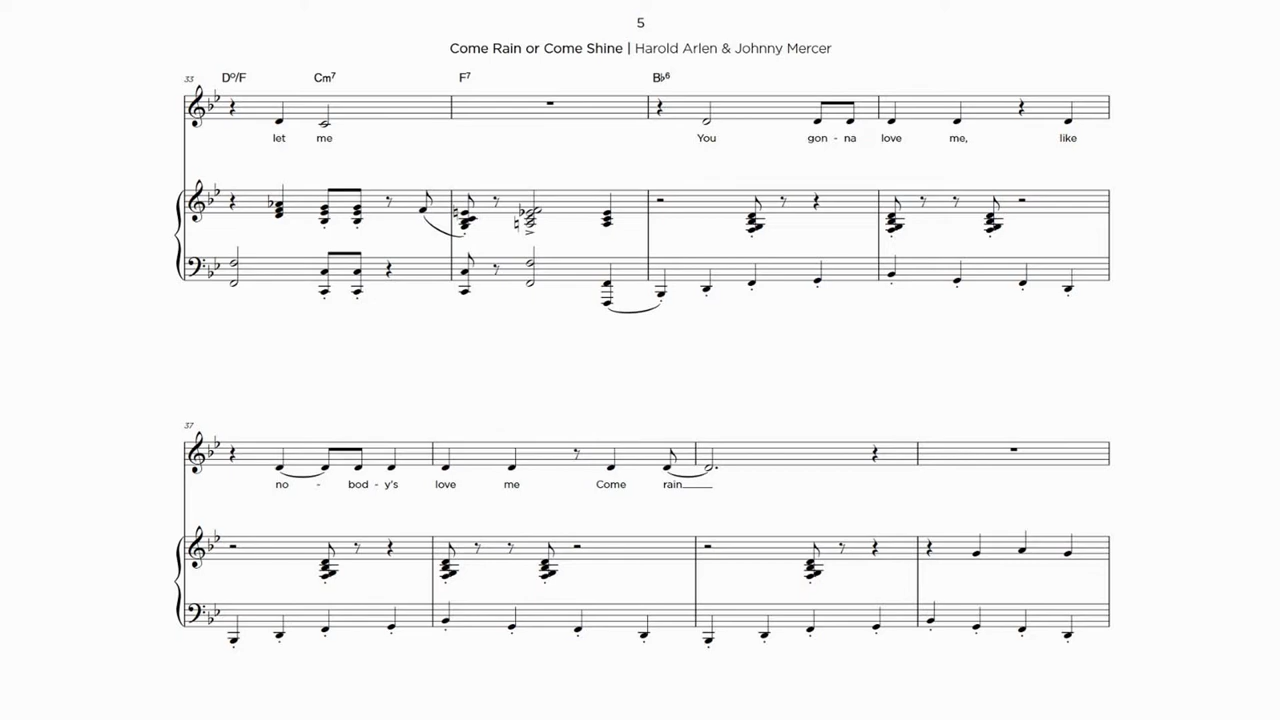 5
Come Rain or Come Shine | Harold Arlen & Johnny Mercer
33 D°/F Cm7 F7 B♭6
let me You gon - na love me, like
37
no - bod - y's love me Come rain